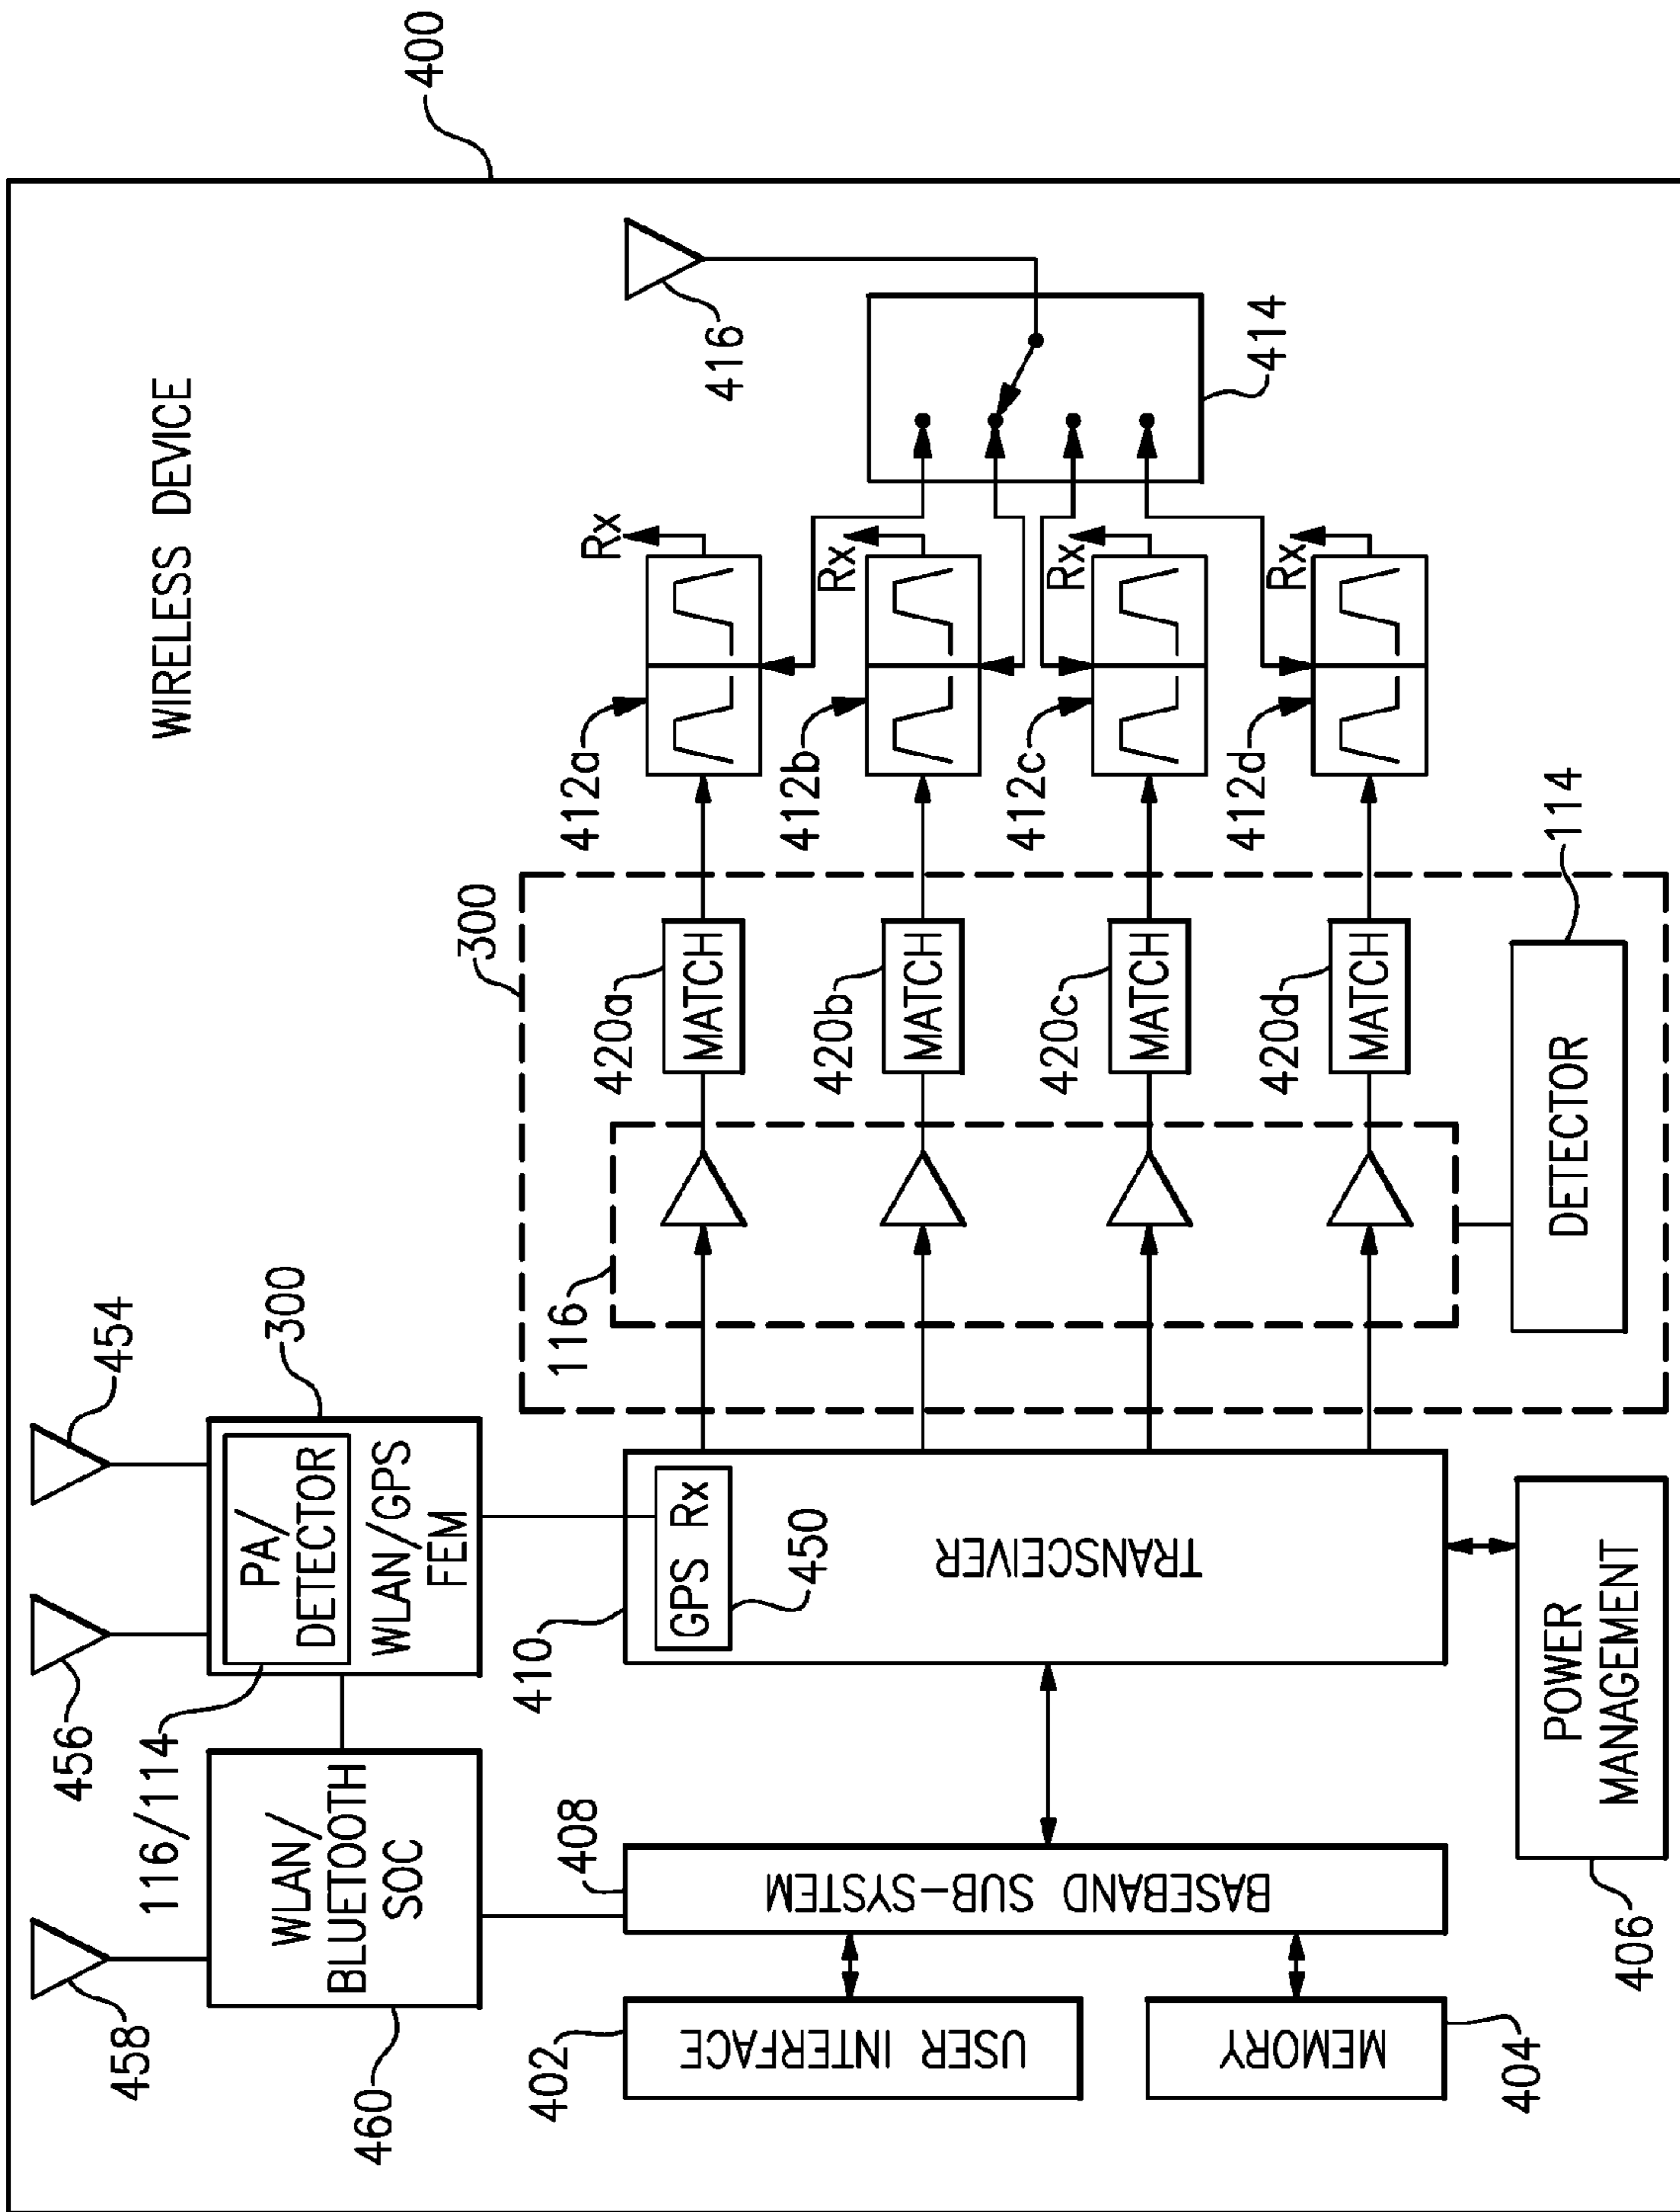 WIRELESS DEVICE
400
458
456
454
460
WLAN/
BLUETOOTH
SOC
116/114
PA/
DETECTOR
WLAN/GPS
FEM
300
402
USER INTERFACE
404
MEMORY
408
BASEBAND SUB-SYSTEM
410
GPS Rx
450
TRANSCEIVER
406
POWER
MANAGEMENT
300
116
420a
MATCH
420b
MATCH
420c
MATCH
420d
MATCH
DETECTOR
114
412a
Rx
412b
Rx
412c
Rx
412d
Rx
416
414